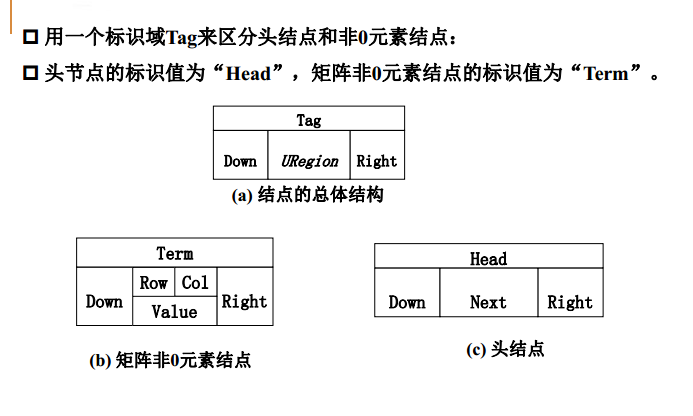 用一个标识域Tag来区分头结点和非0元素结点：
头节点的标识值为“Head”，矩阵非0元素结点的标识值为“Term”。
Tag
Down URegion Right
(a) 结点的总体结构
Term
Down Row Col Right
Value
(b) 矩阵非0元素结点
Head
Down Next Right
(c) 头结点